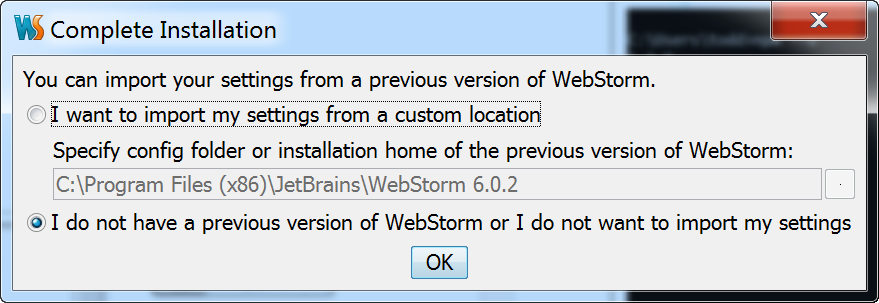 WS Complete Installation
You can import your settings from a previous version of WebStorm.
I want to import my settings from a custom location
Specify config folder or installation home of the previous version of WebStorm:
C:\Program Files (x86)\JetBrains\WebStorm 6.0.2
.
I do not have a previous version of WebStorm or I do not want to import my settings
OK